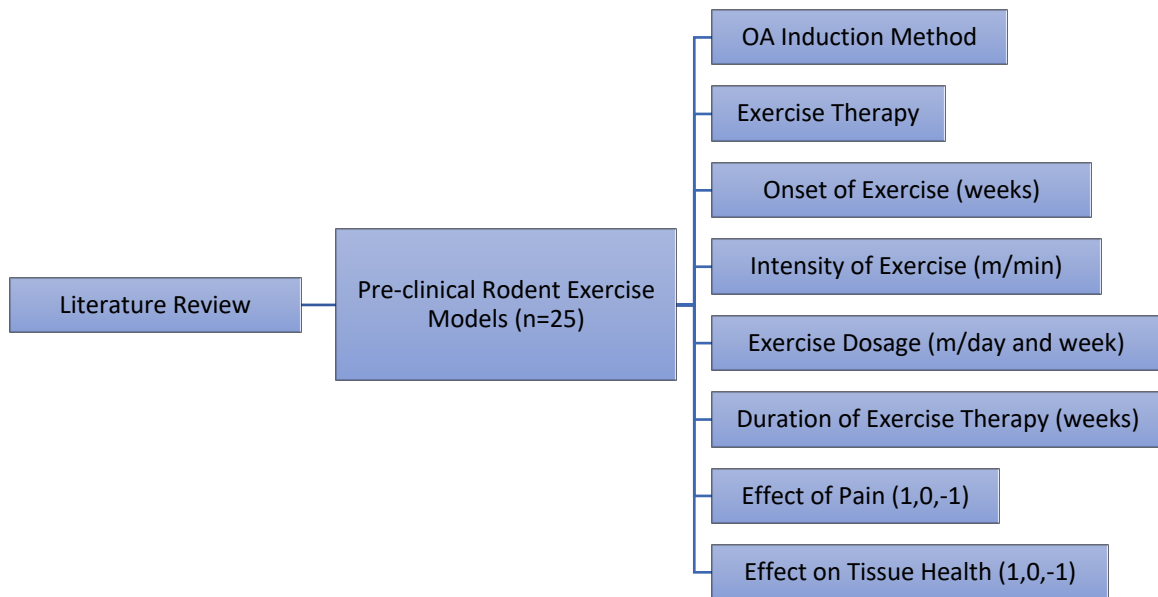 OA Induction Method
Exercise Therapy
Onset of Exercise (weeks)
Intensity of Exercise (m/min)
Literature Review
Pre-clinical Rodent Exercise
Models (n=25)
Exercise Dosage (m/day and week)
Duration of Exercise Therapy (weeks)
Effect of Pain (1,0,-1)
Effect on Tissue Health (1,0,-1)